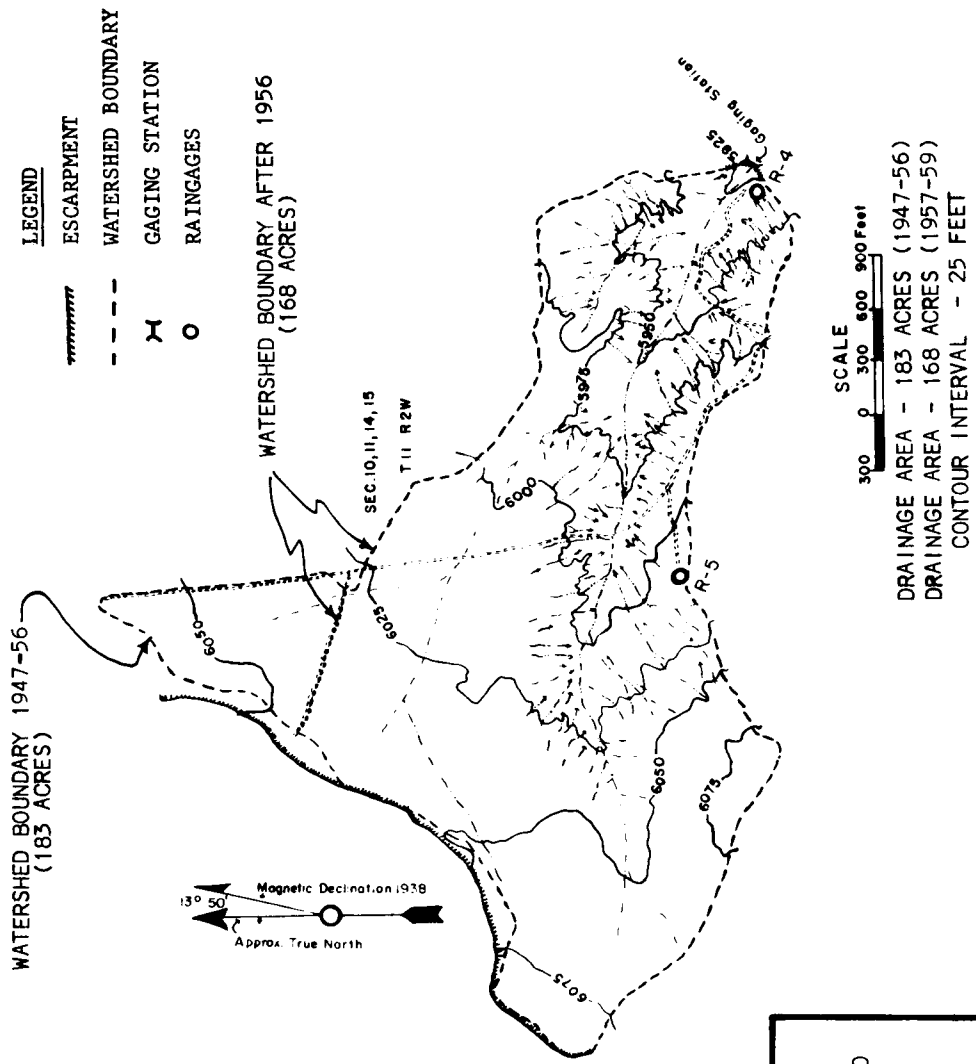 LEGEND
ESCARPMENT
WATERSHED BOUNDARY
GAGING STATION
RAINGAGES
WATERSHED BOUNDARY 1947-56
(183 ACRES)
WATERSHED BOUNDARY AFTER 1956
(168 ACRES)
SEC. 10, 11, 14, 15
T11 R2W
6050
6025
6000
5975
5950
5925
Gaging Station
R-4
R-5
6050
6075
6075
13° 50'
Magnetic Declination 1938
Approx. True North
SCALE
300 0 300 600 900 Feet
DRAINAGE AREA - 183 ACRES (1947-56)
DRAINAGE AREA - 168 ACRES (1957-59)
CONTOUR INTERVAL - 25 FEET